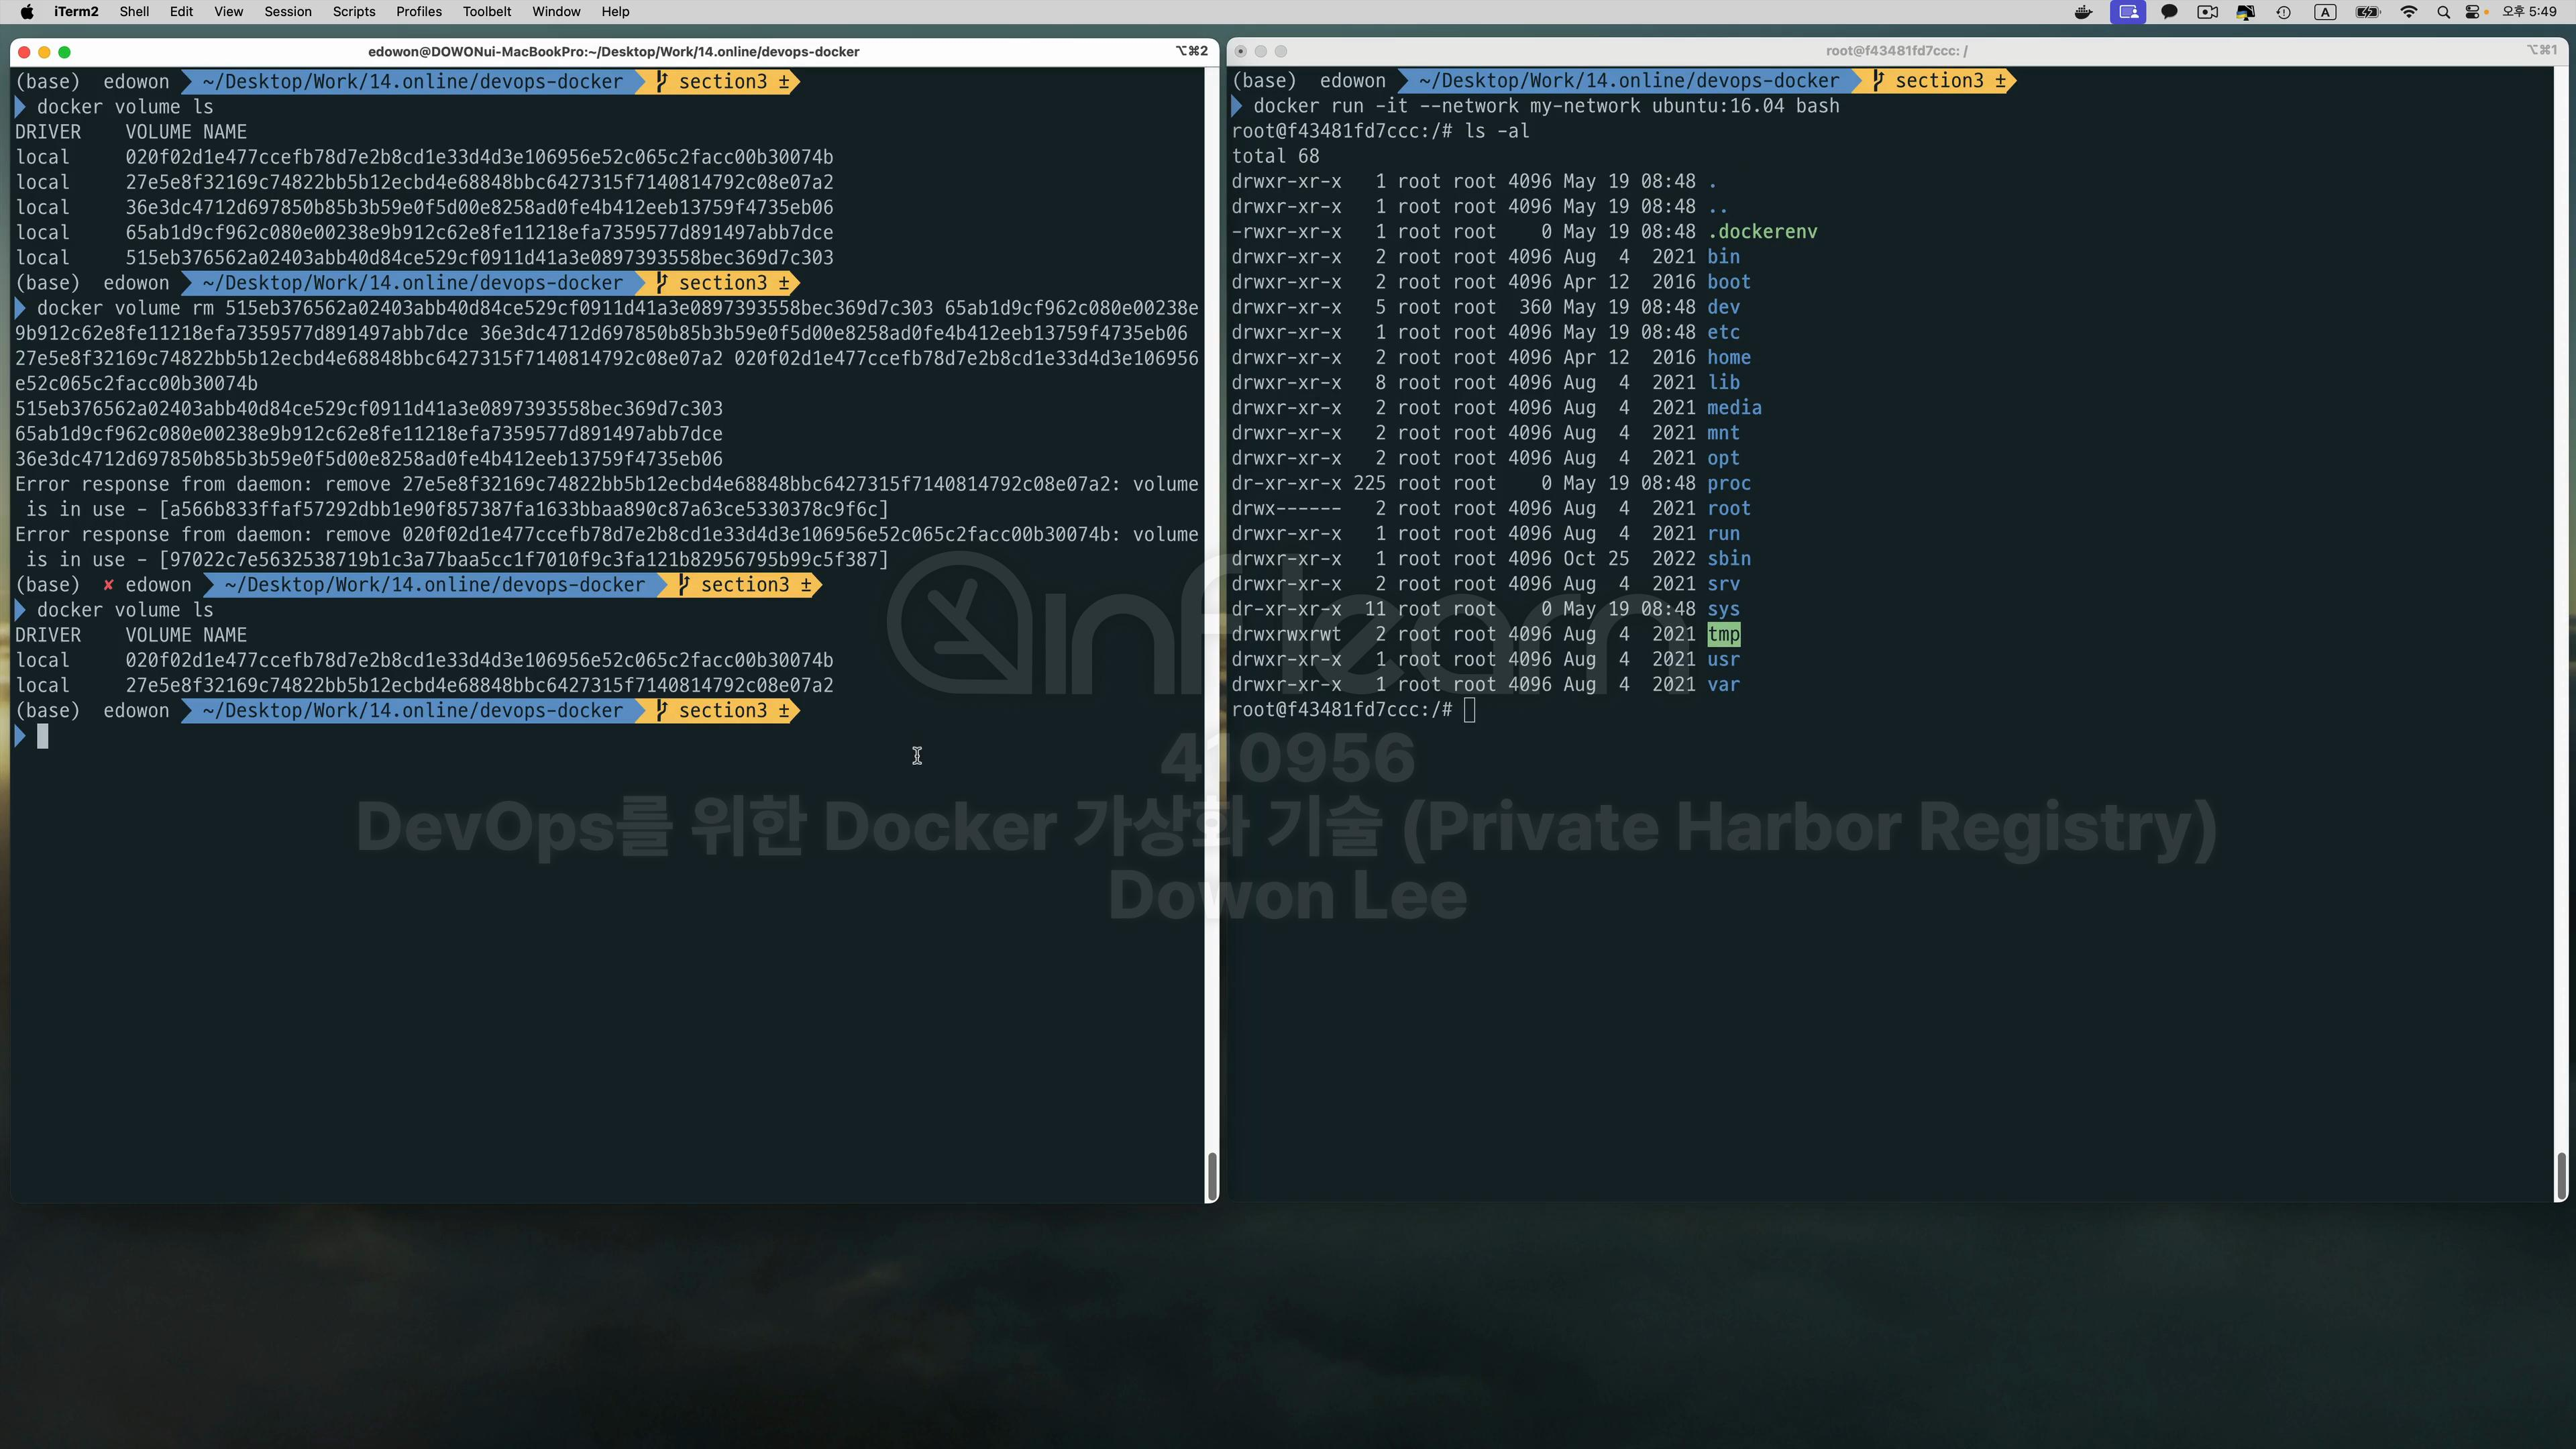 iTerm2 Shell Edit View Session Scripts Profiles Toolbelt Window Help A 오후 5:49
edowon@DOWONui-MacBookPro:~/Desktop/Work/14.online/devops-docker ⌥⌘2
(base) edowon ~/Desktop/Work/14.online/devops-docker section3 ±
docker volume ls
DRIVER VOLUME NAME
local 020f02d1e477ccefb78d7e2b8cd1e33d4d3e106956e52c065c2facc00b30074b
local 27e5e8f32169c74822bb5b12ecbd4e68848bbc6427315f7140814792c08e07a2
local 36e3dc4712d697850b85b3b59e0f5d00e8258ad0fe4b412eeb13759f4735eb06
local 65ab1d9cf962c080e00238e9b912c62e8fe11218efa7359577d891497abb7dce
local 515eb376562a02403abb40d84ce529cf0911d41a3e0897393558bec369d7c303
(base) edowon ~/Desktop/Work/14.online/devops-docker section3 ±
docker volume rm 515eb376562a02403abb40d84ce529cf0911d41a3e0897393558bec369d7c303 65ab1d9cf962c080e00238e
9b912c62e8fe11218efa7359577d891497abb7dce 36e3dc4712d697850b85b3b59e0f5d00e8258ad0fe4b412eeb13759f4735eb06
27e5e8f32169c74822bb5b12ecbd4e68848bbc6427315f7140814792c08e07a2 020f02d1e477ccefb78d7e2b8cd1e33d4d3e106956
e52c065c2facc00b30074b
515eb376562a02403abb40d84ce529cf0911d41a3e0897393558bec369d7c303
65ab1d9cf962c080e00238e9b912c62e8fe11218efa7359577d891497abb7dce
36e3dc4712d697850b85b3b59e0f5d00e8258ad0fe4b412eeb13759f4735eb06
Error response from daemon: remove 27e5e8f32169c74822bb5b12ecbd4e68848bbc6427315f7140814792c08e07a2: volume
is in use - [a566b833ffaf57292dbb1e90f857387fa1633bbaa890c87a63ce5330378c9f6c]
Error response from daemon: remove 020f02d1e477ccefb78d7e2b8cd1e33d4d3e106956e52c065c2facc00b30074b: volume
is in use - [97022c7e5632538719b1c3a77baa5cc1f7010f9c3fa121b82956795b99c5f387]
(base) ✘ edowon ~/Desktop/Work/14.online/devops-docker section3 ±
docker volume ls
DRIVER VOLUME NAME
local 020f02d1e477ccefb78d7e2b8cd1e33d4d3e106956e52c065c2facc00b30074b
local 27e5e8f32169c74822bb5b12ecbd4e68848bbc6427315f7140814792c08e07a2
(base) edowon ~/Desktop/Work/14.online/devops-docker section3 ±
root@f43481fd7ccc: / ⌥⌘1
(base) edowon ~/Desktop/Work/14.online/devops-docker section3 ±
docker run -it --network my-network ubuntu:16.04 bash
root@f43481fd7ccc:/# ls -al
total 68
drwxr-xr-x 1 root root 4096 May 19 08:48 .
drwxr-xr-x 1 root root 4096 May 19 08:48 ..
-rwxr-xr-x 1 root root 0 May 19 08:48 .dockerenv
drwxr-xr-x 2 root root 4096 Aug 4 2021 bin
drwxr-xr-x 2 root root 4096 Apr 12 2016 boot
drwxr-xr-x 5 root root 360 May 19 08:48 dev
drwxr-xr-x 1 root root 4096 May 19 08:48 etc
drwxr-xr-x 2 root root 4096 Apr 12 2016 home
drwxr-xr-x 8 root root 4096 Aug 4 2021 lib
drwxr-xr-x 2 root root 4096 Aug 4 2021 media
drwxr-xr-x 2 root root 4096 Aug 4 2021 mnt
drwxr-xr-x 2 root root 4096 Aug 4 2021 opt
dr-xr-xr-x 225 root root 0 May 19 08:48 proc
drwx------ 2 root root 4096 Aug 4 2021 root
drwxr-xr-x 1 root root 4096 Aug 4 2021 run
drwxr-xr-x 1 root root 4096 Oct 25 2022 sbin
drwxr-xr-x 2 root root 4096 Aug 4 2021 srv
dr-xr-xr-x 11 root root 0 May 19 08:48 sys
drwxrwxrwt 2 root root 4096 Aug 4 2021 tmp
drwxr-xr-x 1 root root 4096 Aug 4 2021 usr
drwxr-xr-x 1 root root 4096 Aug 4 2021 var
root@f43481fd7ccc:/#
inflearn
410956
DevOps를 위한 Docker 가상화 기술 (Private Harbor Registry)
Dowon Lee